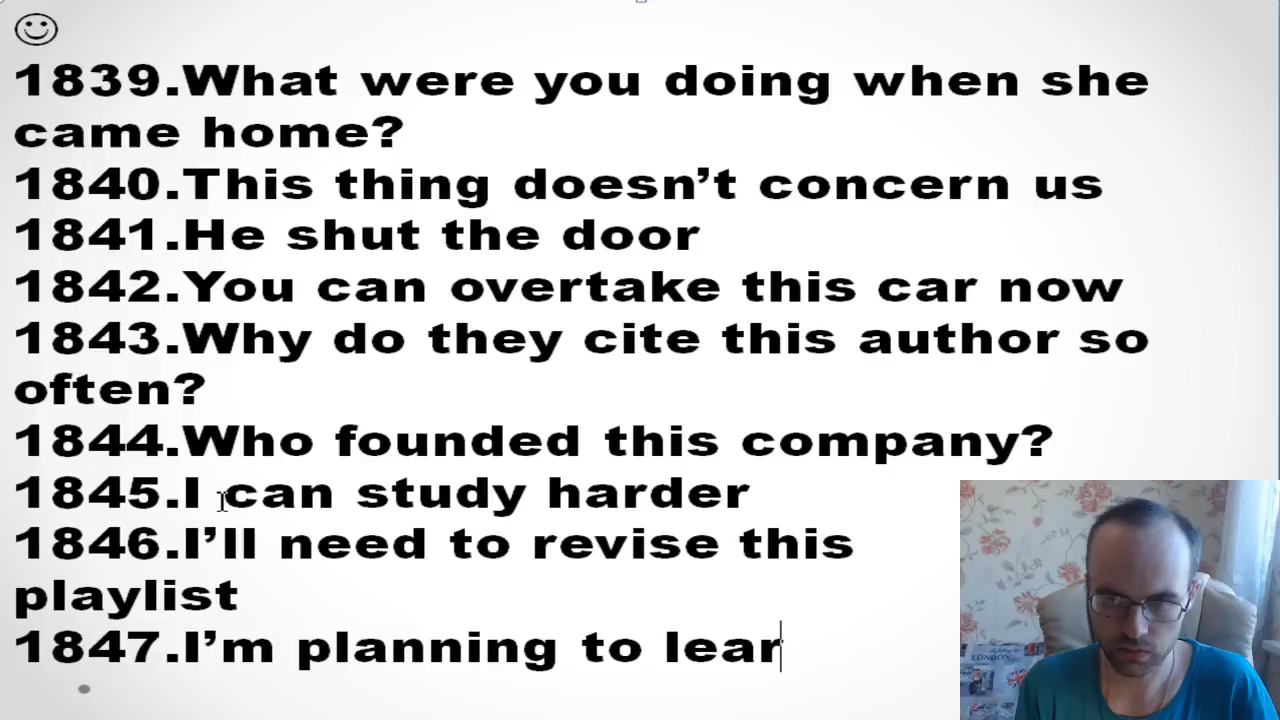 1839.What were you doing when she
came home?
1840.This thing doesn’t concern us
1841.He shut the door
1842.You can overtake this car now
1843.Why do they cite this author so
often?
1844.Who founded this company?
1845.I can study harder
1846.I’ll need to revise this
playlist
1847.I’m planning to lear
LONDON